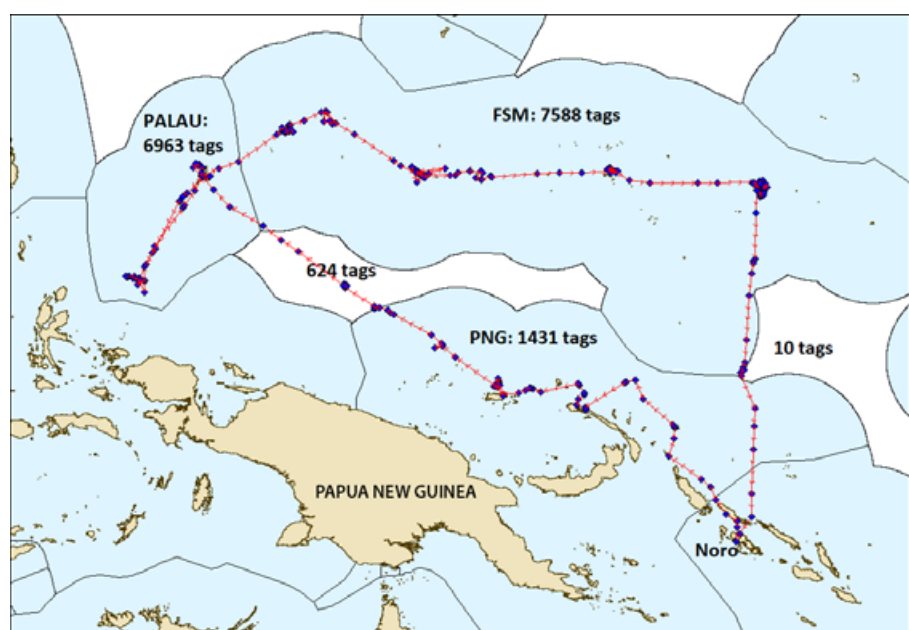 PALAU:
6963 tags
FSM: 7588 tags
624 tags
PNG: 1431 tags
10 tags
PAPUA NEW GUINEA
Noro